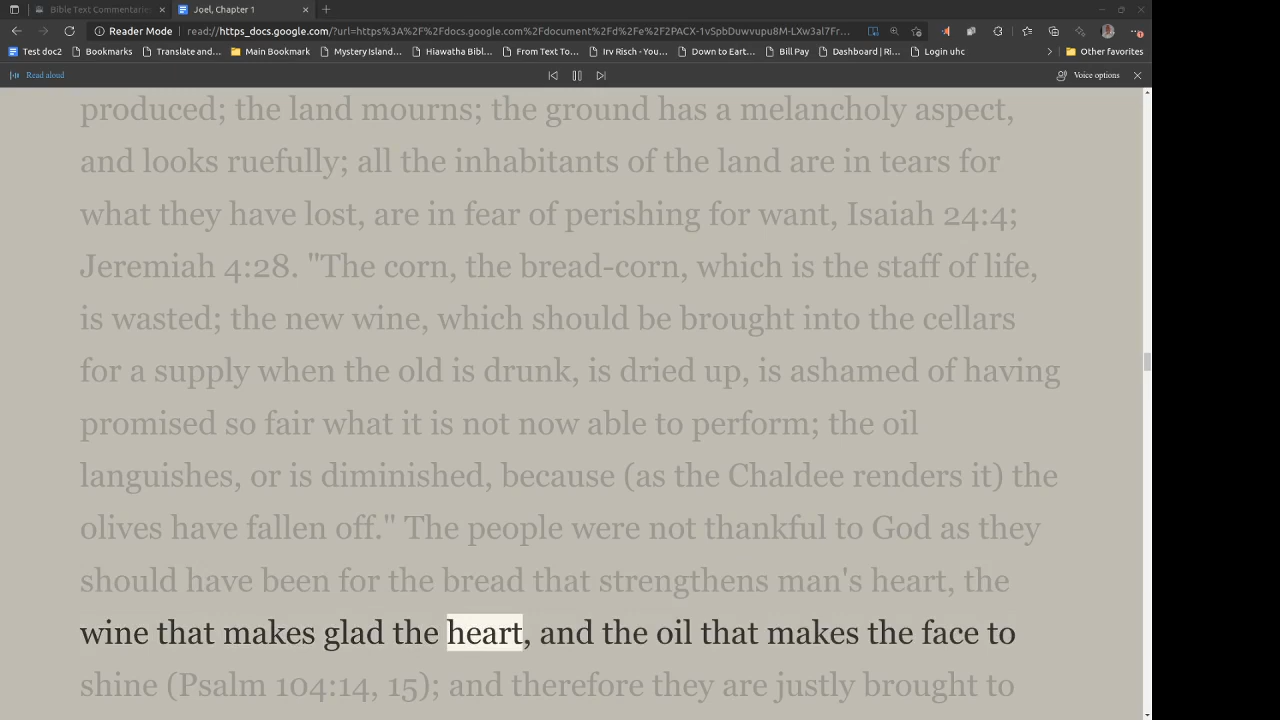 Bible Text Commentarie
Joel, Chapter 1
Reader Mode
read://https_docs.google.com/?url=https%3A%2F%2Fdocs.google.com%2Fdocument%2Fd%2Fe%2F2PACX-1vSpbDuwvupu8M-LXw3al7Fr...
Test doc2
Bookmarks
Translate and...
Main Bookmark
Mystery Island...
Hiawatha Bibl...
From Text To...
Irv Risch - You...
Down to Eart...
Bill Pay
Dashboard | Ri...
Login uhc
Other favorites
Read aloud
Voice options
produced; the land mourns; the ground has a melancholy aspect,
and looks ruefully; all the inhabitants of the land are in tears for
what they have lost, are in fear of perishing for want, Isaiah 24:4;
Jeremiah 4:28. "The corn, the bread-corn, which is the staff of life,
is wasted; the new wine, which should be brought into the cellars
for a supply when the old is drunk, is dried up, is ashamed of having
promised so fair what it is not now able to perform; the oil
languishes, or is diminished, because (as the Chaldee renders it) the
olives have fallen off." The people were not thankful to God as they
should have been for the bread that strengthens man's heart, the
wine that makes glad the heart, and the oil that makes the face to
shine (Psalm 104:14, 15); and therefore they are justly brought to